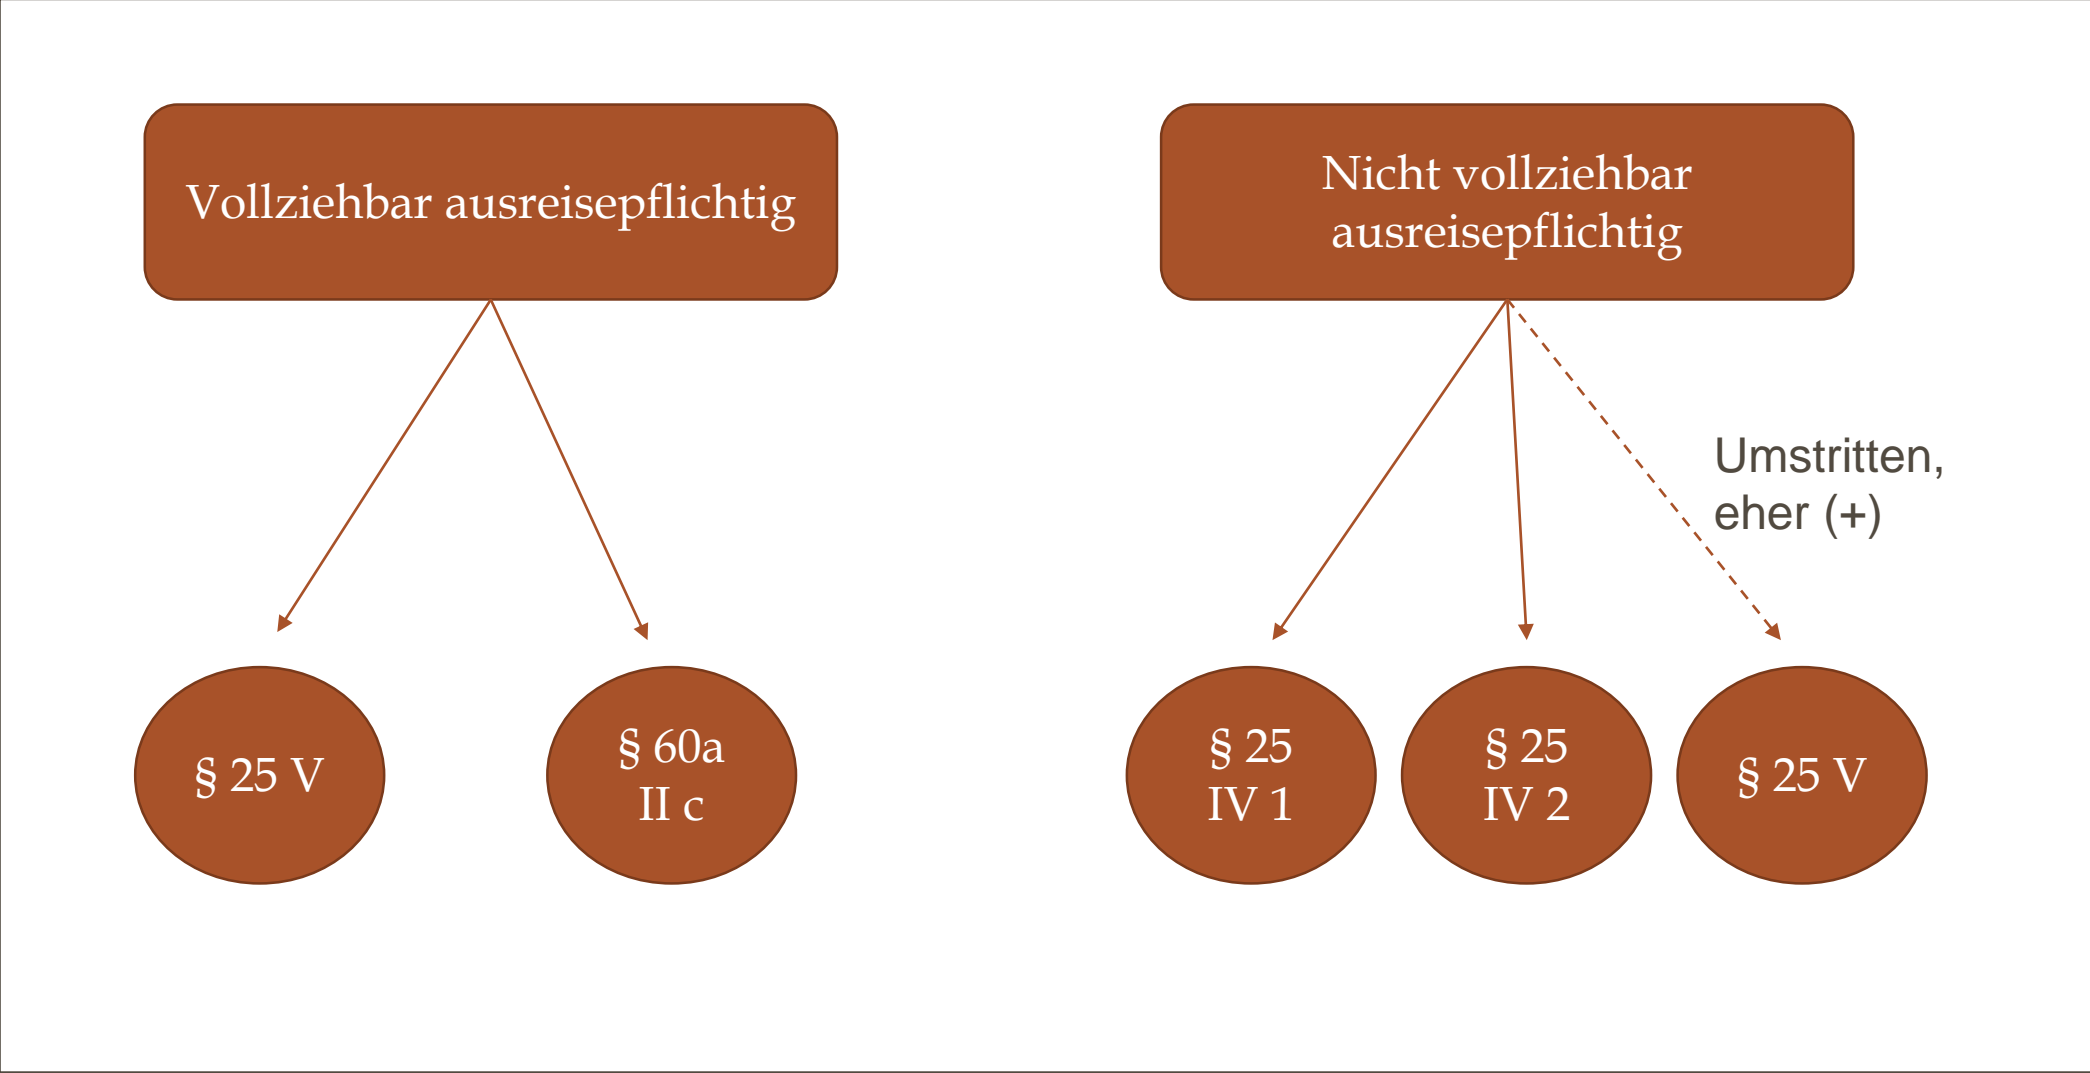 Vollziehbar ausreisepflichtig
Nicht vollziehbar
ausreisepflichtig
Umstritten,
eher (+)
§ 25 V
§ 60a
II c
§ 25
IV 1
§ 25
IV 2
§ 25 V